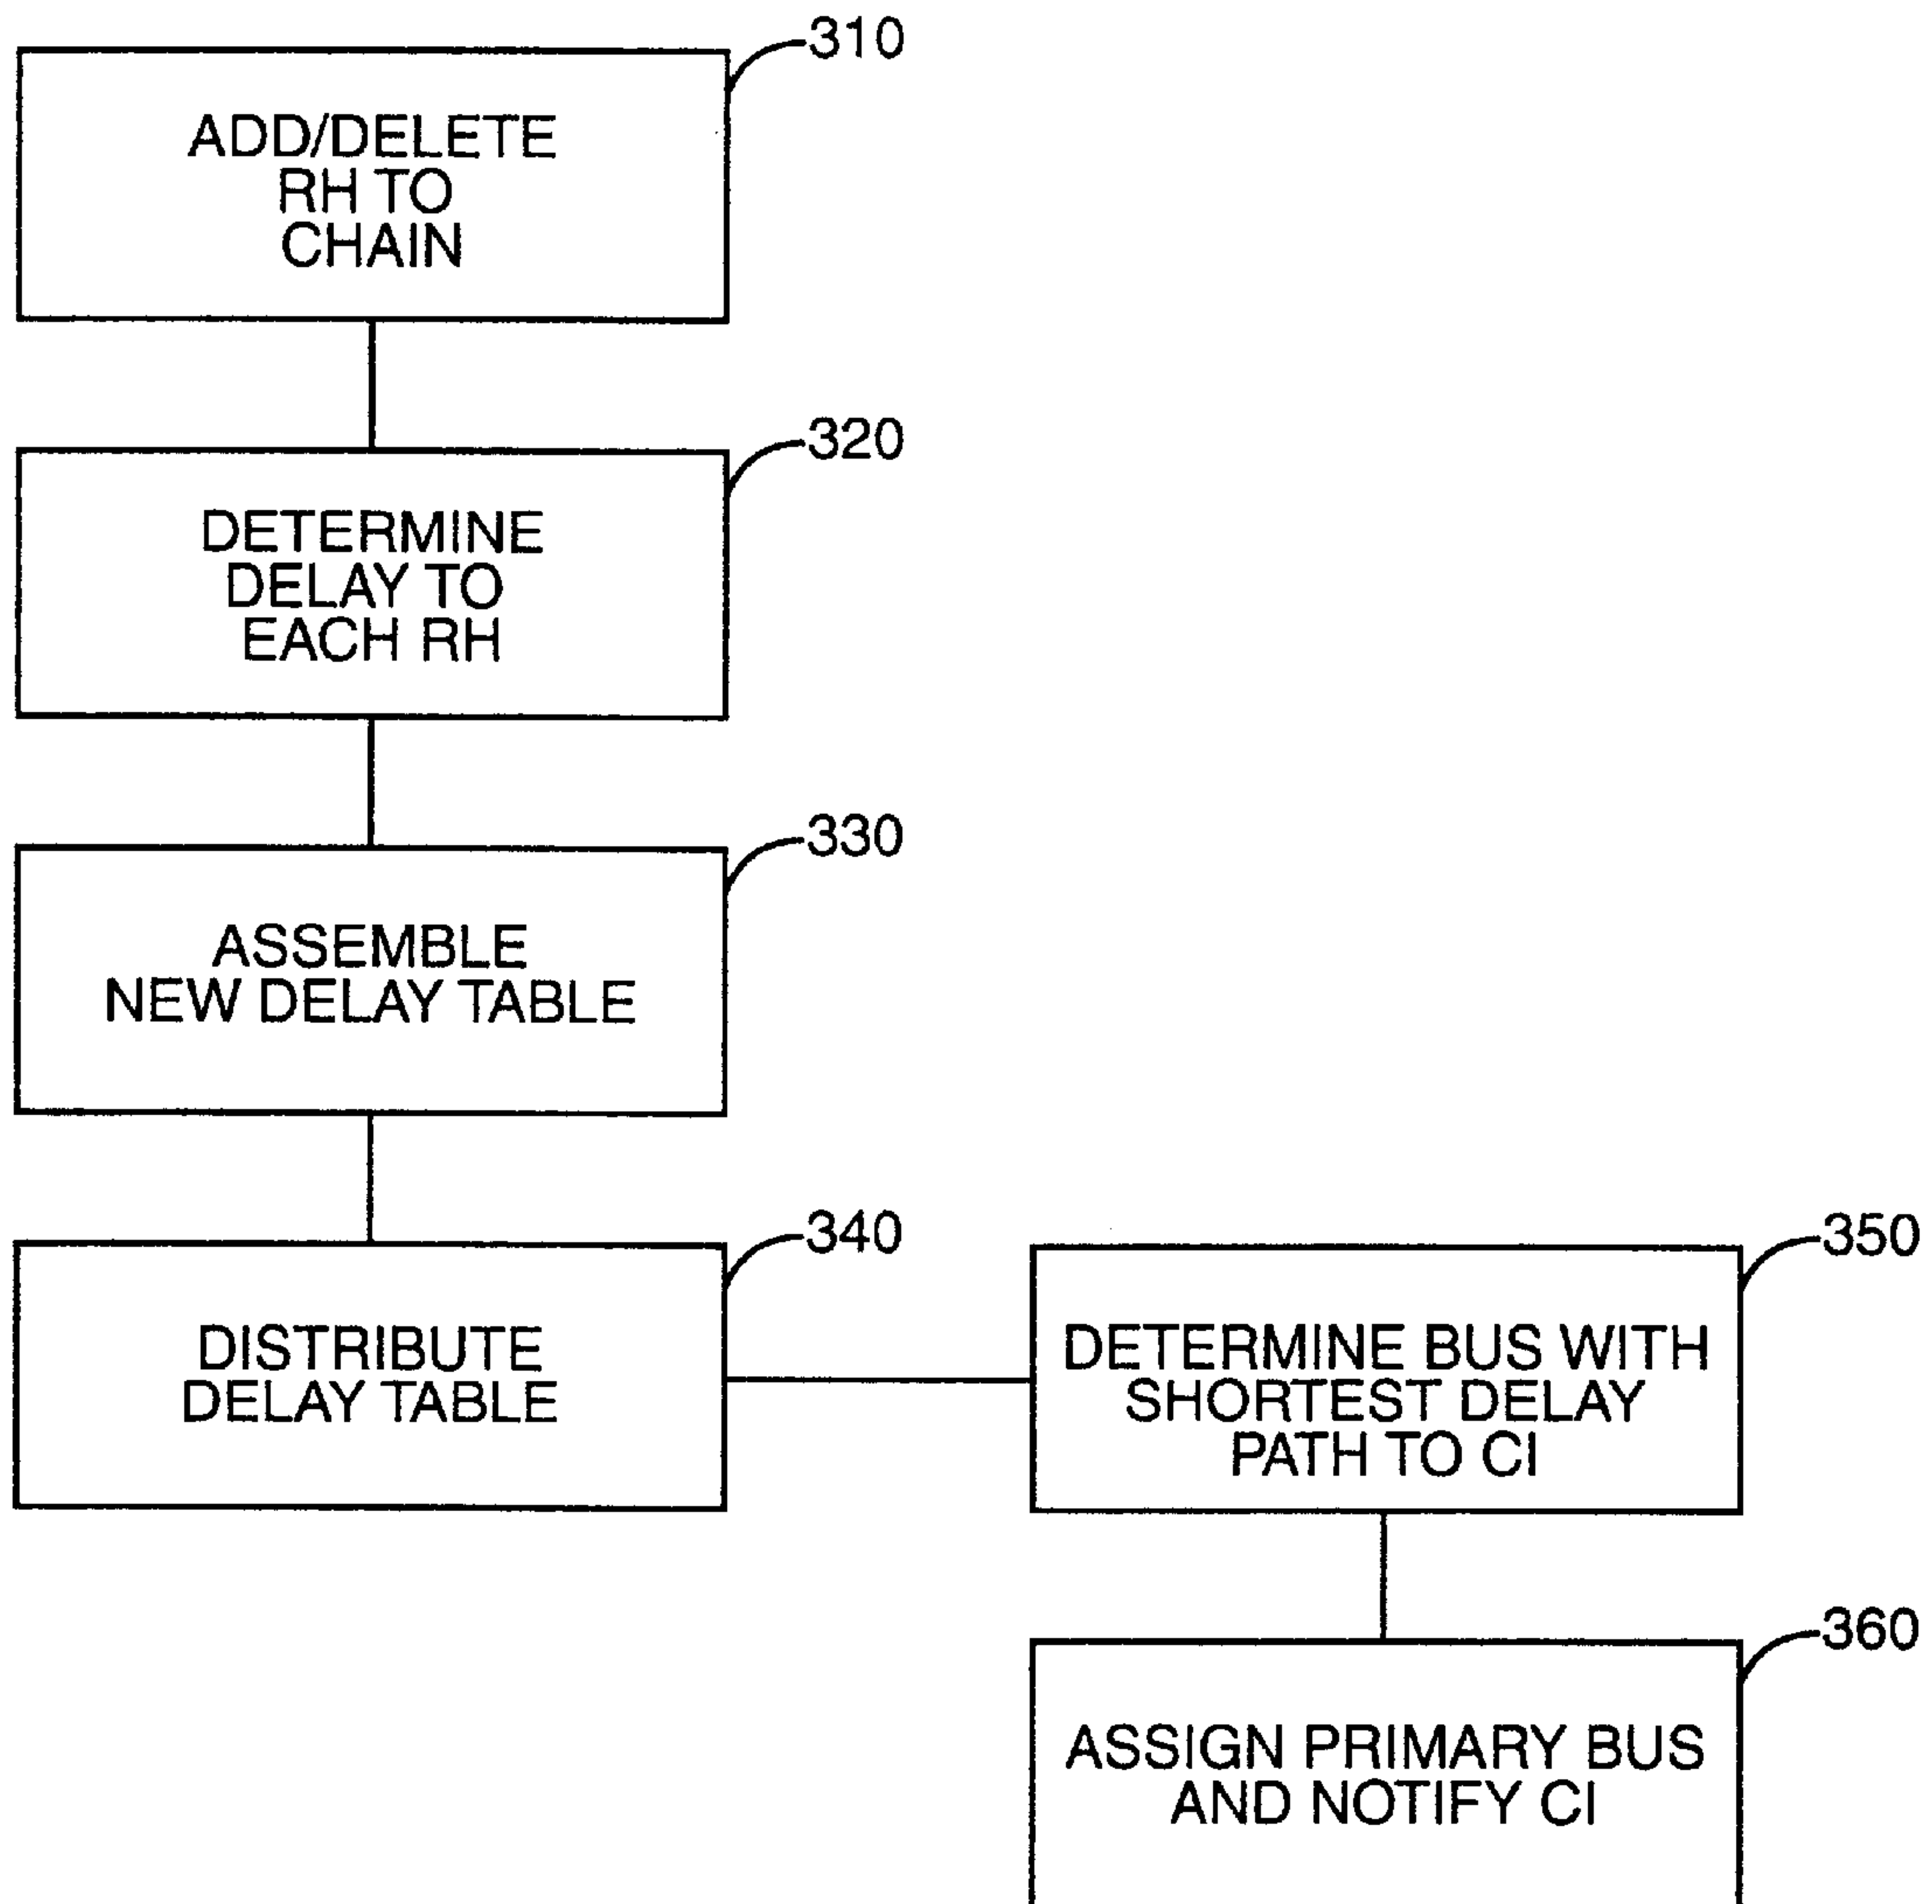 310
ADD/DELETE
RH TO
CHAIN
320
DETERMINE
DELAY TO
EACH RH
330
ASSEMBLE
NEW DELAY TABLE
340
DISTRIBUTE
DELAY TABLE
350
DETERMINE BUS WITH
SHORTEST DELAY
PATH TO CI
360
ASSIGN PRIMARY BUS
AND NOTIFY CI